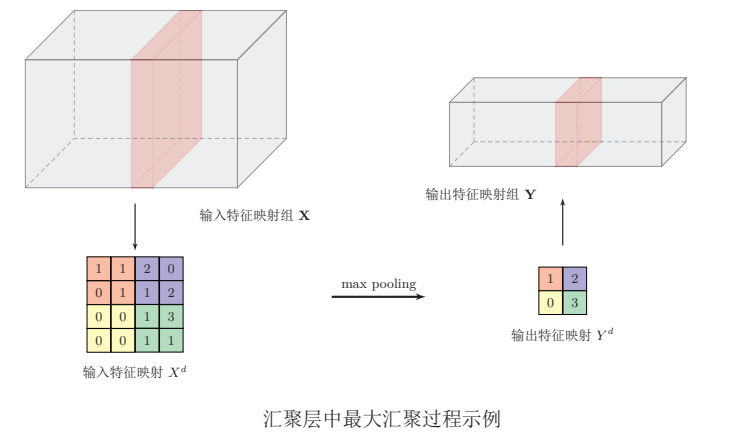 输入特征映射组 X
输出特征映射组 Y
1 1 2 0
0 1 1 2
0 0 1 3
0 0 1 1
输入特征映射 X^d
max pooling
1 2
0 3
输出特征映射 Y^d
汇聚层中最大汇聚过程示例